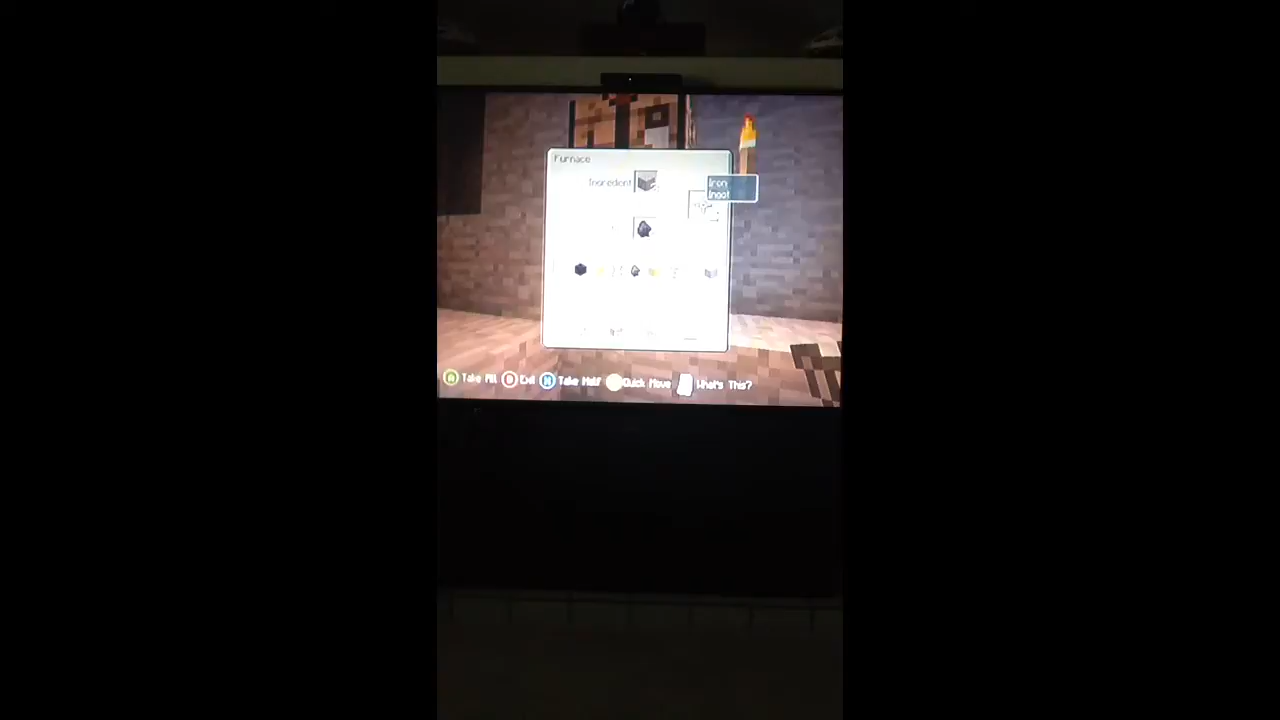 Furnace
Ingredient
Iron
Ingot
A Take All B Exit X Take Half Y Quick Move What's This?